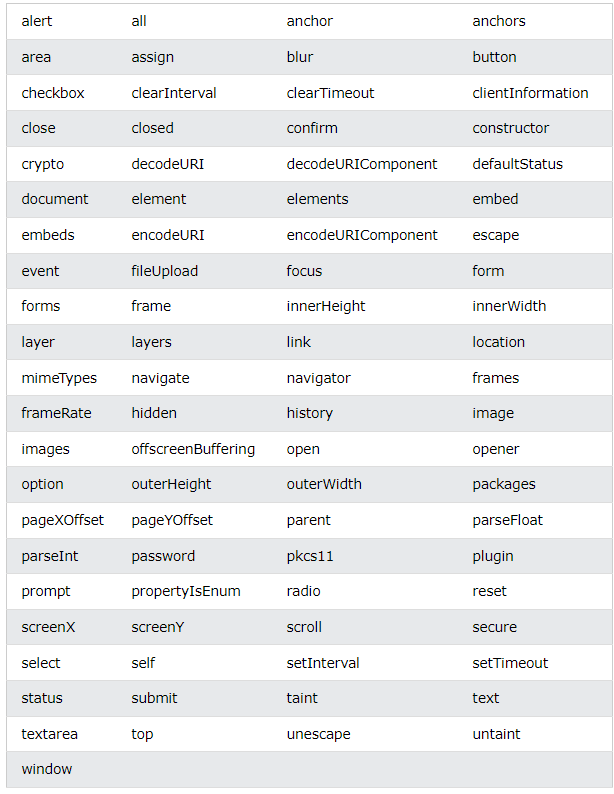 alert all anchor anchors
area assign blur button
checkbox clearInterval clearTimeout clientInformation
close closed confirm constructor
crypto decodeURI decodeURIComponent defaultStatus
document element elements embed
embeds encodeURI encodeURIComponent escape
event fileUpload focus form
forms frame innerHeight innerWidth
layer layers link location
mimeTypes navigate navigator frames
frameRate hidden history image
images offscreenBuffering open opener
option outerHeight outerWidth packages
pageXOffset pageYOffset parent parseFloat
parseInt password pkcs11 plugin
prompt propertyIsEnum radio reset
screenX screenY scroll secure
select self setInterval setTimeout
status submit taint text
textarea top unescape untaint
window